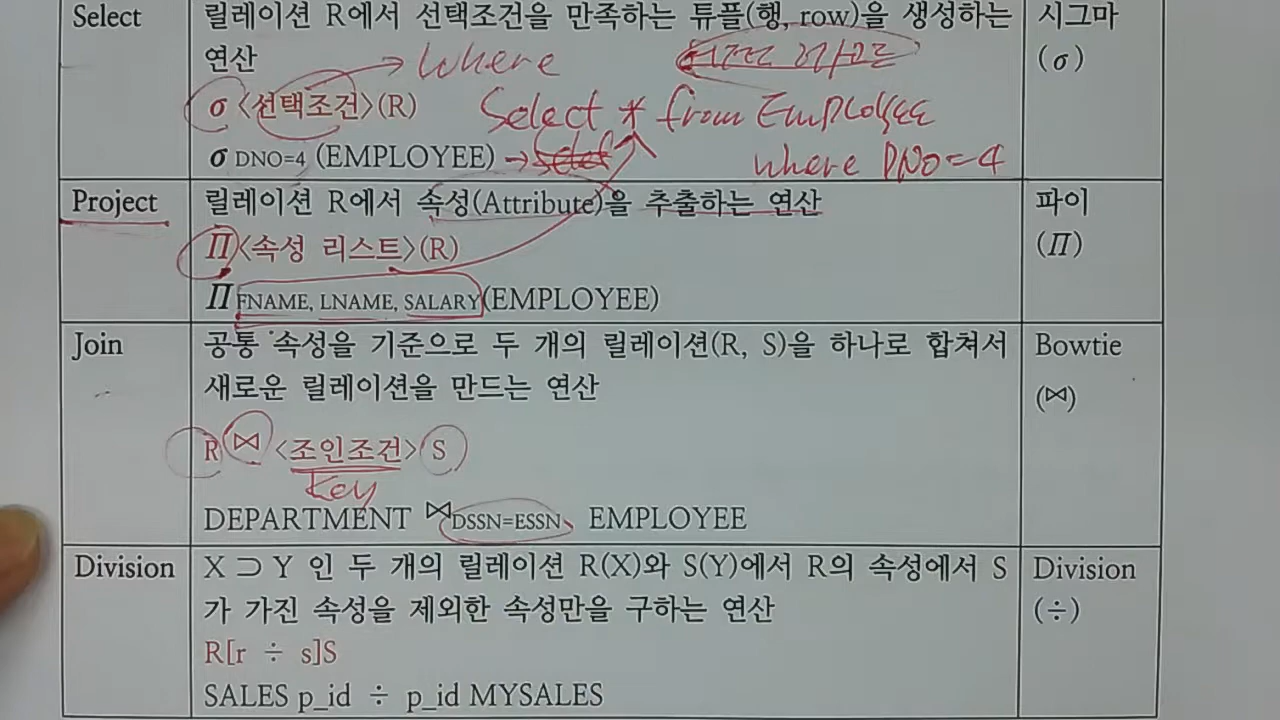 Select
릴레이션 R에서 선택조건을 만족하는 튜플(행, row)을 생성하는
연산
시그마
(σ)
where
σ <선택조건>(R)
Select * from Employee
σ DNO=4 (EMPLOYEE) →
where DNO=4
Project
릴레이션 R에서 속성(Attribute)을 추출하는 연산
파이
(Π)
Π<속성 리스트>(R)
Π FNAME, LNAME, SALARY(EMPLOYEE)
Join
공통 속성을 기준으로 두 개의 릴레이션(R, S)을 하나로 합쳐서
새로운 릴레이션을 만드는 연산
Bowtie
(⋈)
R ⋈ <조인조건> S
Key
DEPARTMENT ⋈DSSN=ESSN EMPLOYEE
Division
X ⊃ Y 인 두 개의 릴레이션 R(X)와 S(Y)에서 R의 속성에서 S
가 가진 속성을 제외한 속성만을 구하는 연산
Division
(÷)
R[r ÷ s]S
SALES p_id ÷ p_id MYSALES